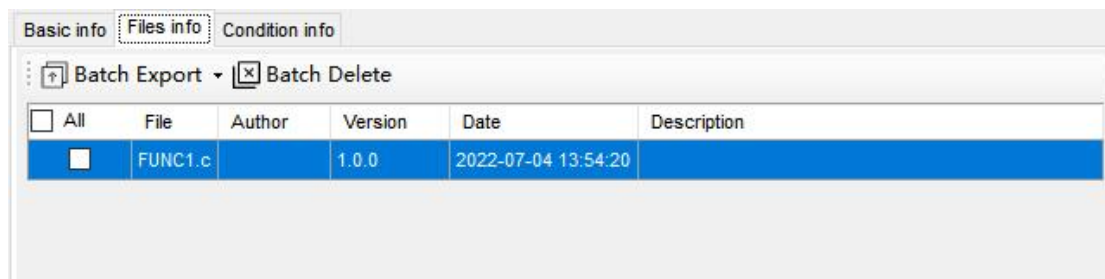 Basic info Files info Condition info
Batch Export Batch Delete
All File Author Version Date Description
FUNC1.c 1.0.0 2022-07-04 13:54:20